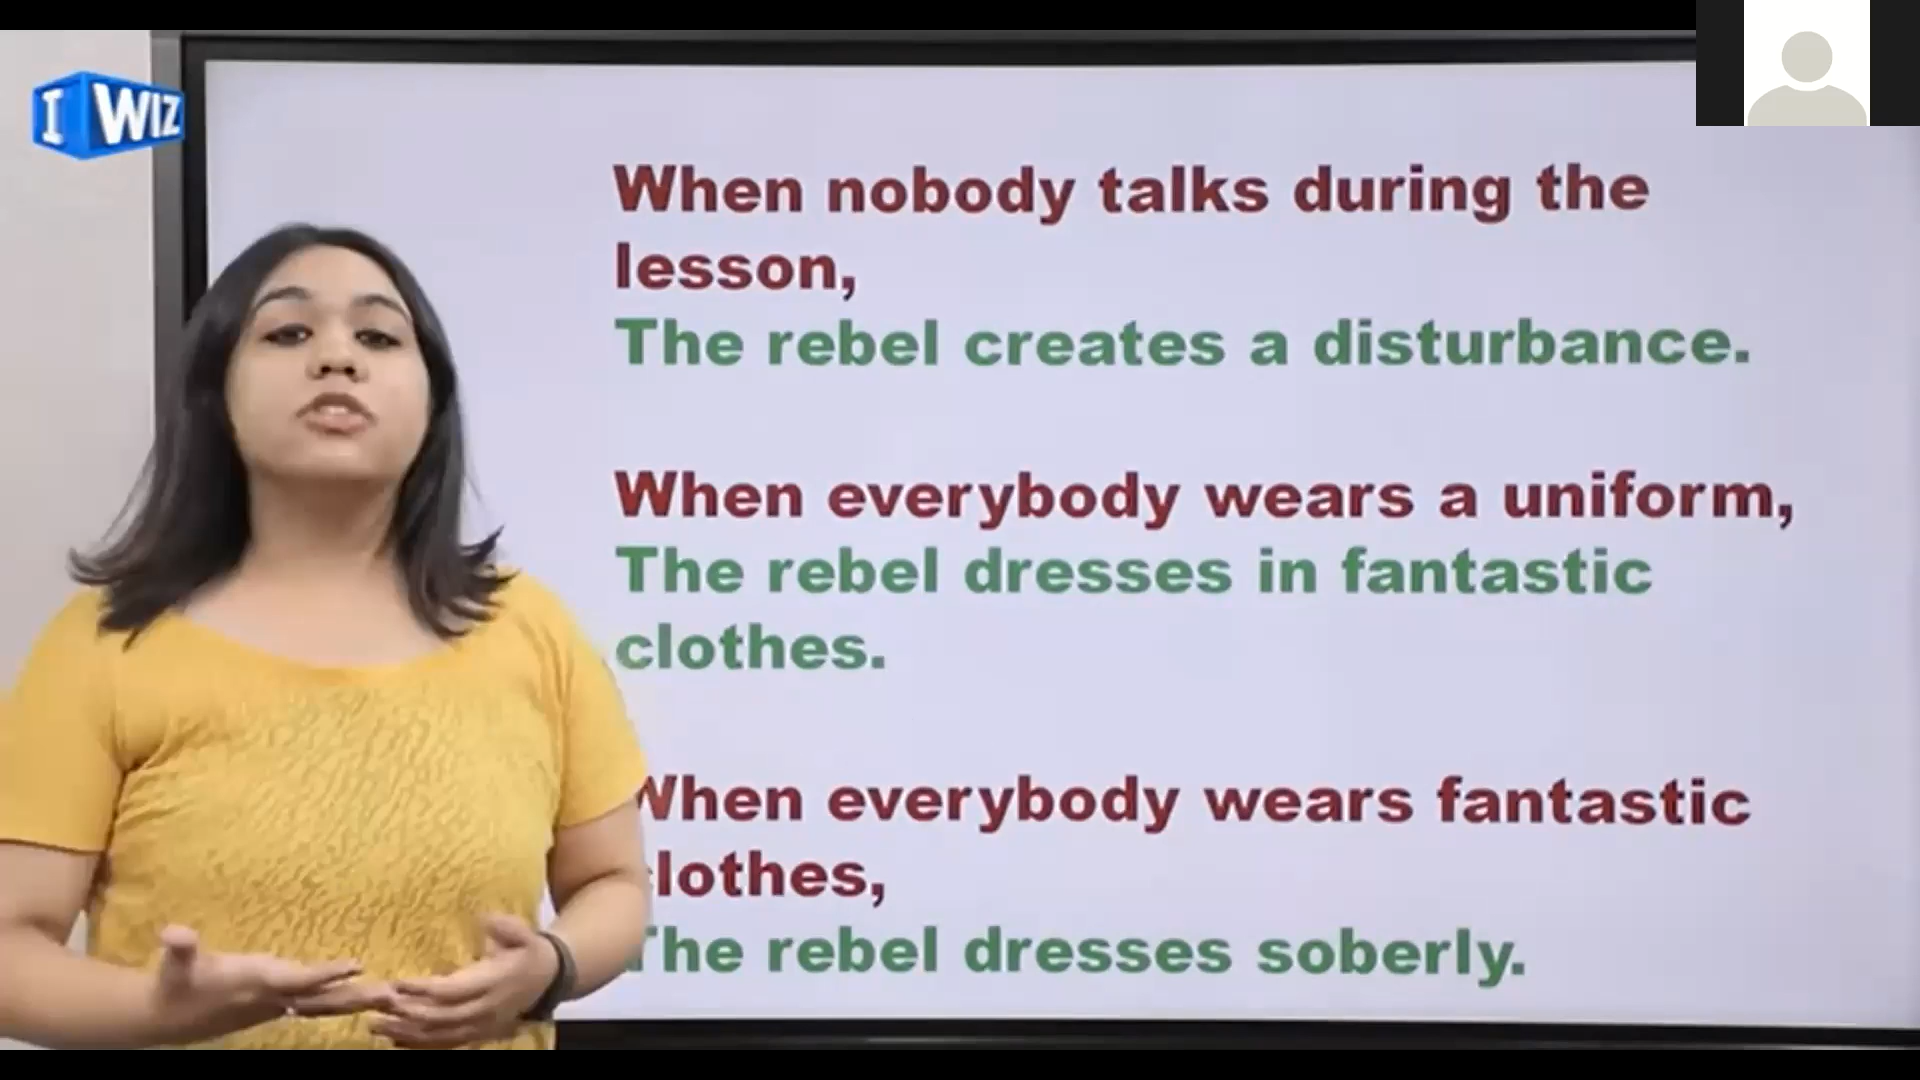 I WIZ
When nobody talks during the
lesson,
The rebel creates a disturbance.
When everybody wears a uniform,
The rebel dresses in fantastic
clothes.
When everybody wears fantastic
clothes,
The rebel dresses soberly.